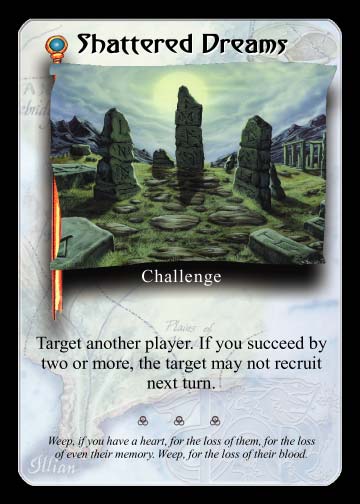 Shattered Dreams
Challenge
Plains of
Target another player. If you succeed by
two or more, the target may not recruit
next turn.
Weep, if you have a heart, for the loss of them, for the loss
of even their memory. Weep, for the loss of their blood.
Illian